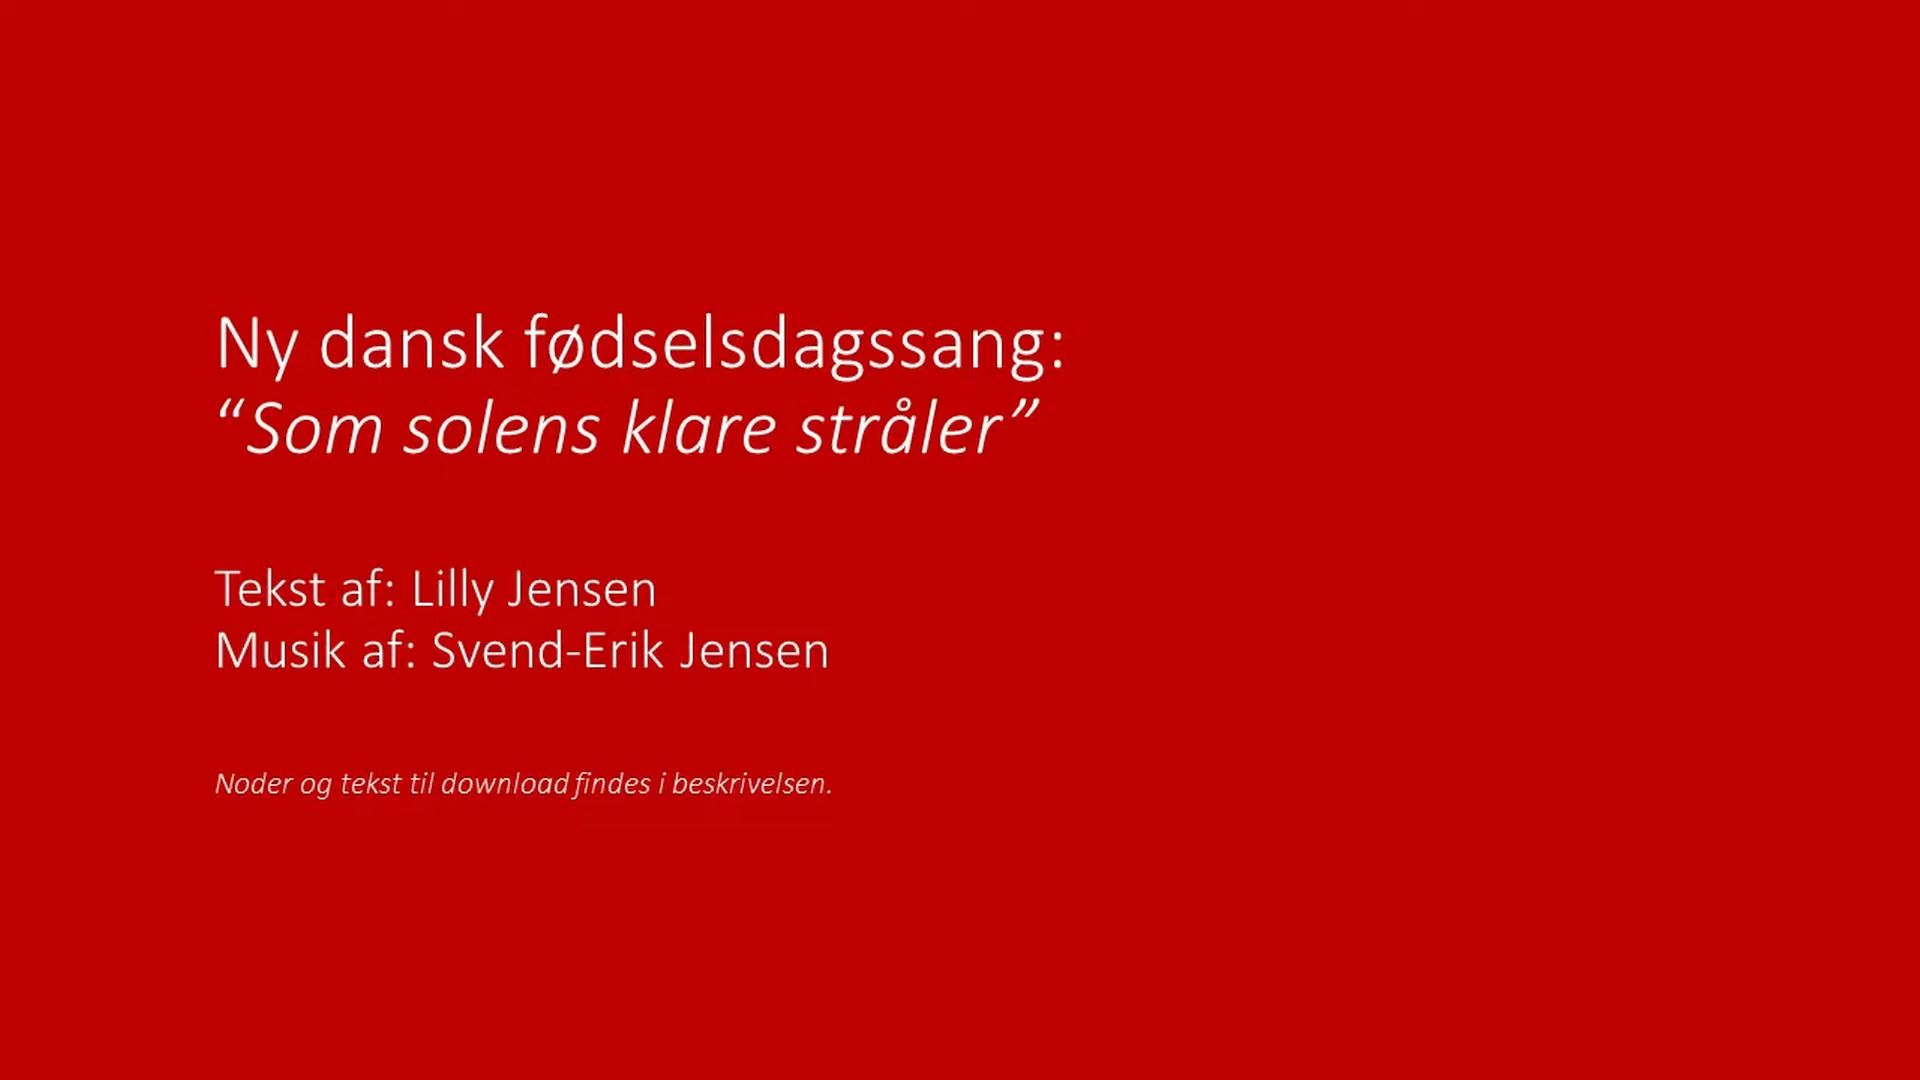 Ny dansk fødselsdagssang:
“Som solens klare stråler”
Tekst af: Lilly Jensen
Musik af: Svend-Erik Jensen
Noder og tekst til download findes i beskrivelsen.